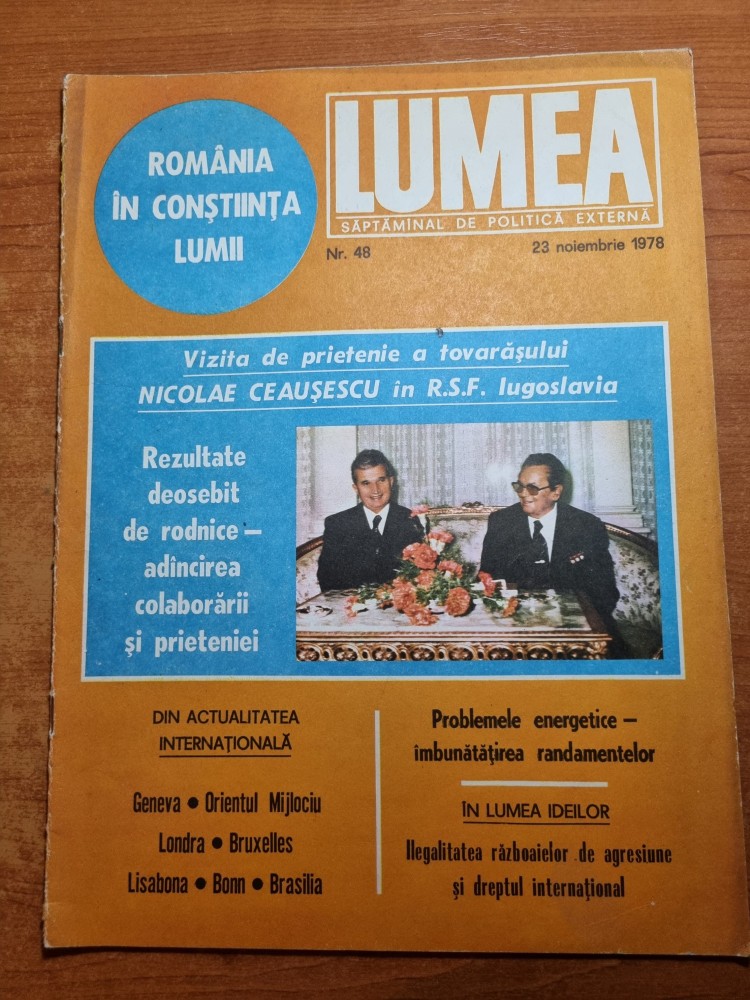 ROMÂNIA
ÎN CONŞTIINŢA
LUMII
LUMEA
SĂPTĂMÎNAL DE POLITICĂ EXTERNĂ
Nr. 48
23 noiembrie 1978
Vizita de prietenie a tovarăşului
NICOLAE CEAUŞESCU în R.S.F. Iugoslavia
Rezultate
deosebit
de rodnice –
adîncirea
colaborării
şi prieteniei
DIN ACTUALITATEA
INTERNAŢIONALĂ
Geneva • Orientul Mijlociu
Londra • Bruxelles
Lisabona • Bonn • Brasilia
Problemele energetice –
îmbunătăţirea randamentelor
ÎN LUMEA IDEILOR
Ilegalitatea războaielor de agresiune
şi dreptul internaţional